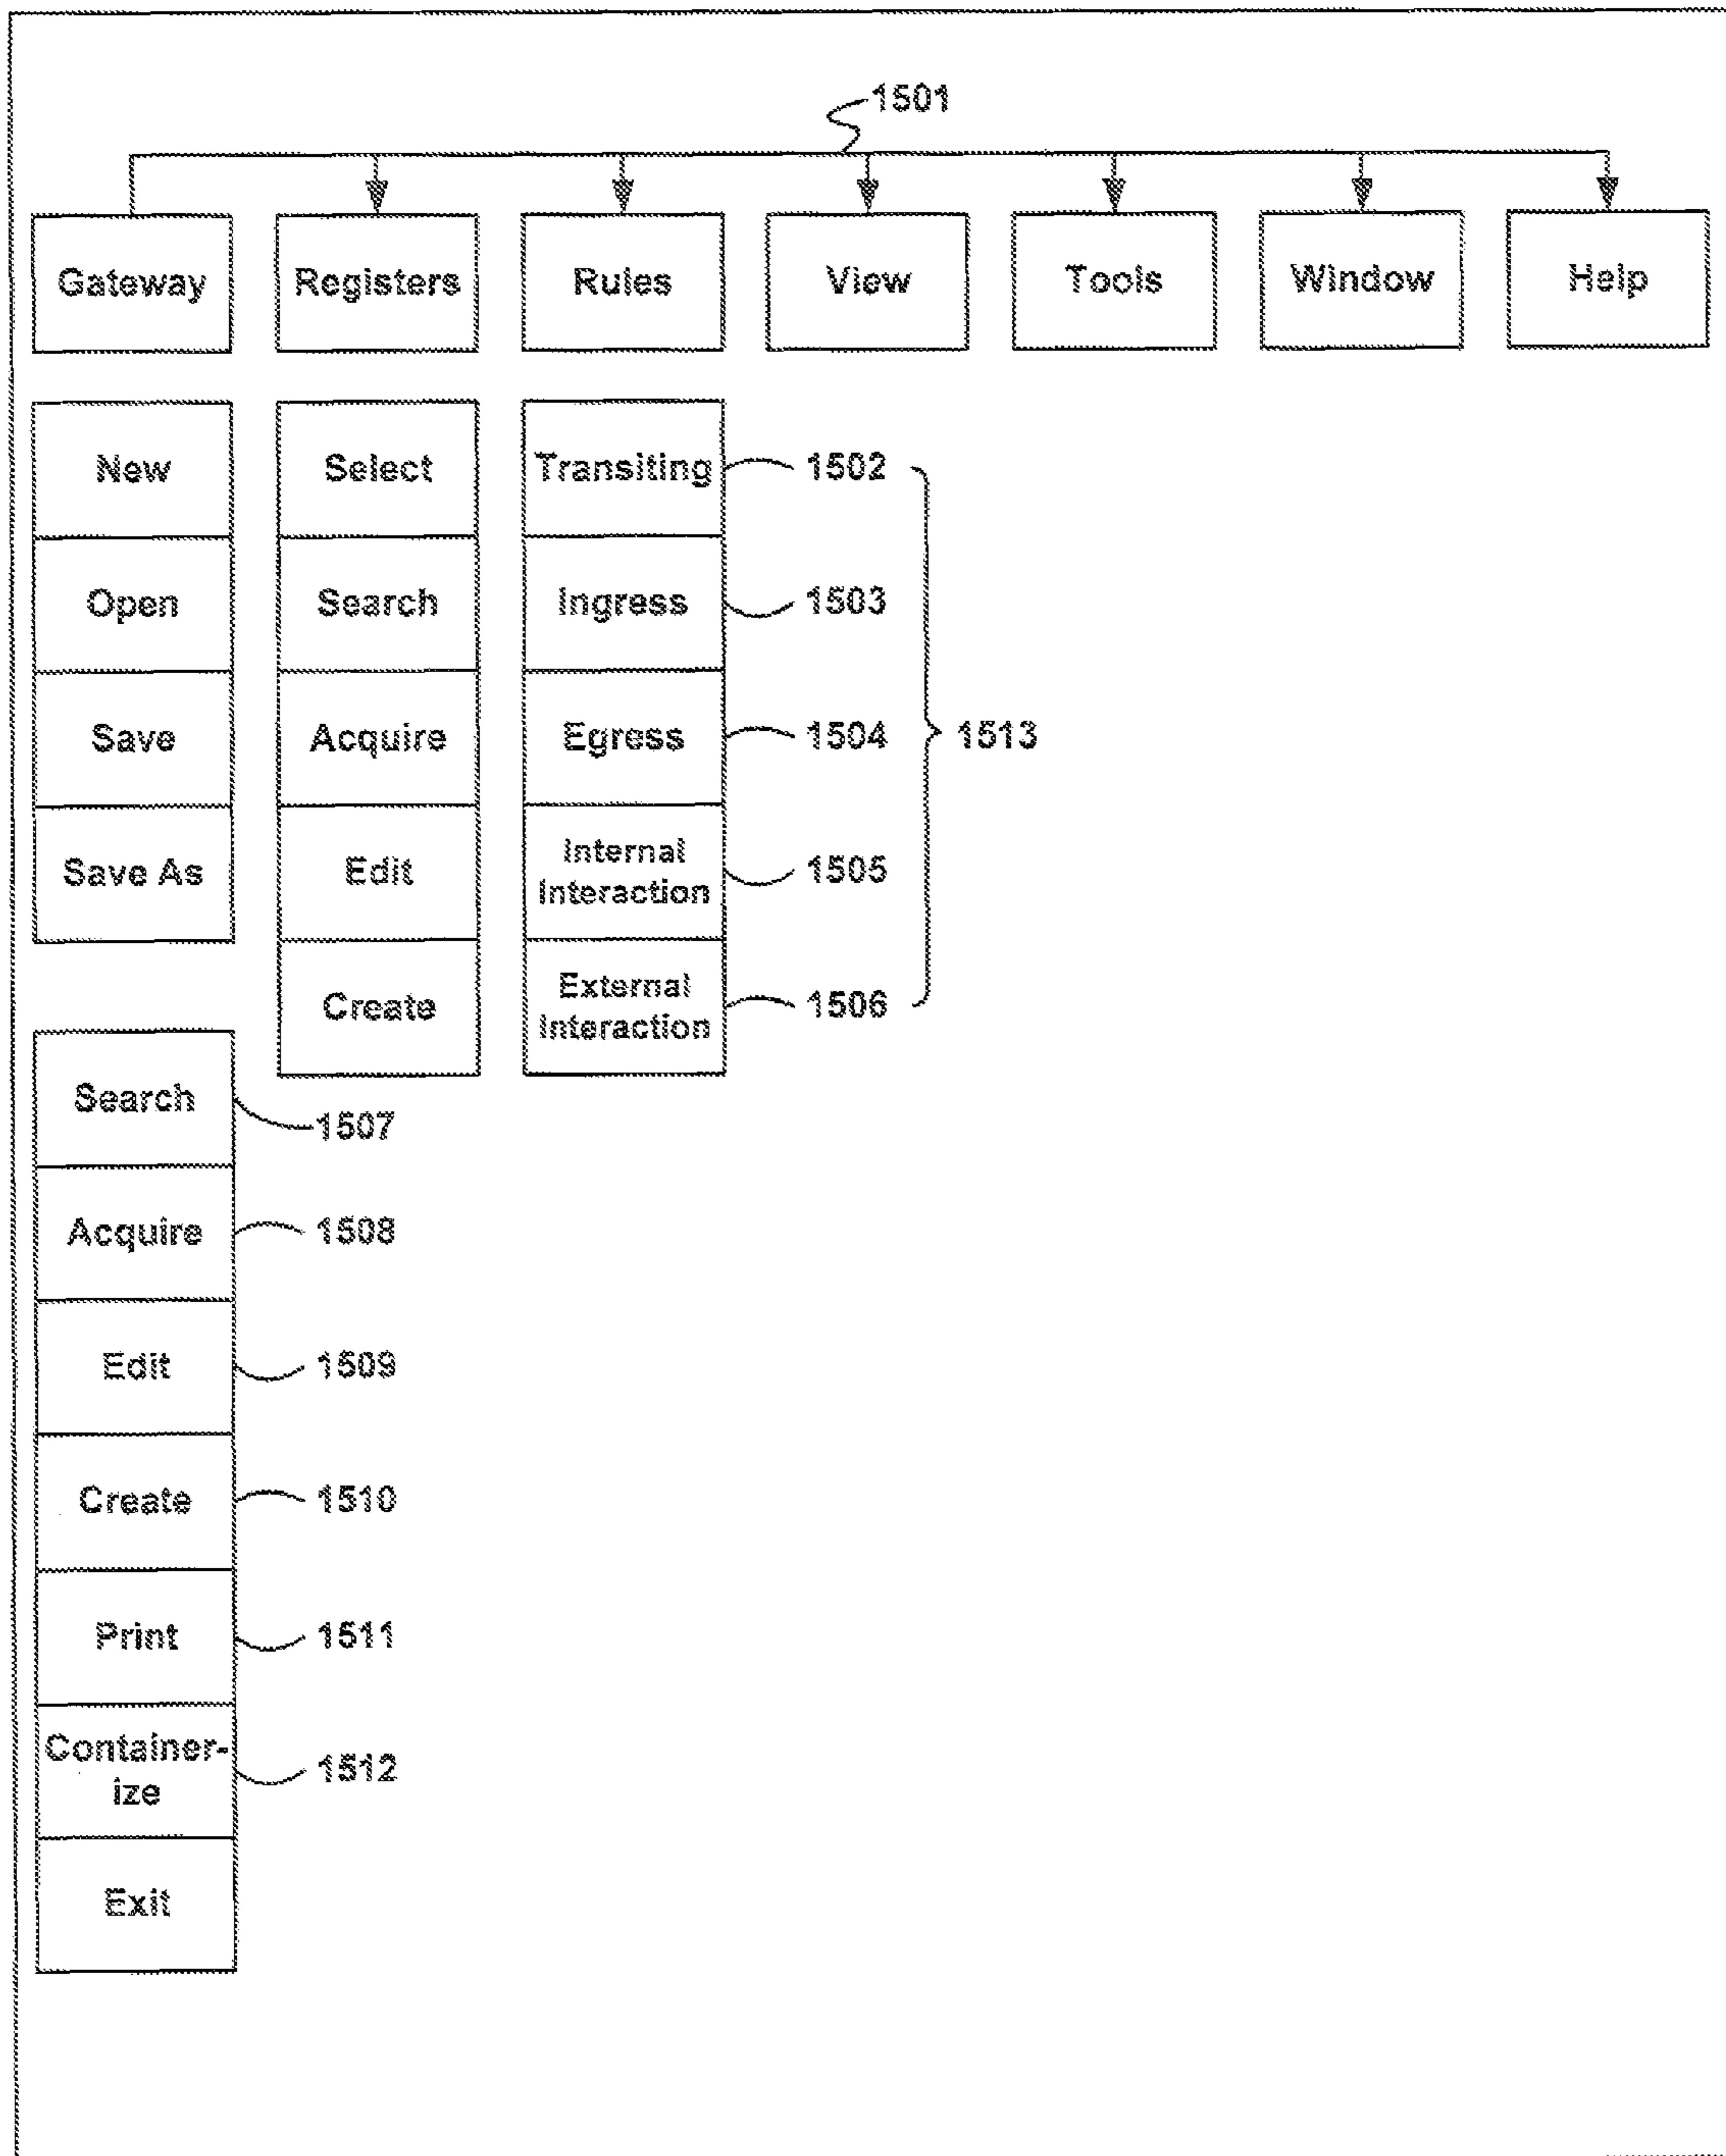 1501
Gateway
Registers
Rules
View
Tools
Window
Help
New
Open
Save
Save As
Select
Search
Acquire
Edit
Create
Transiting
1502
Ingress
1503
Egress
1504
Internal
Interaction
1505
External
Interaction
1506
1513
Search
1507
Acquire
1508
Edit
1509
Create
1510
Print
1511
Container-
ize
1512
Exit